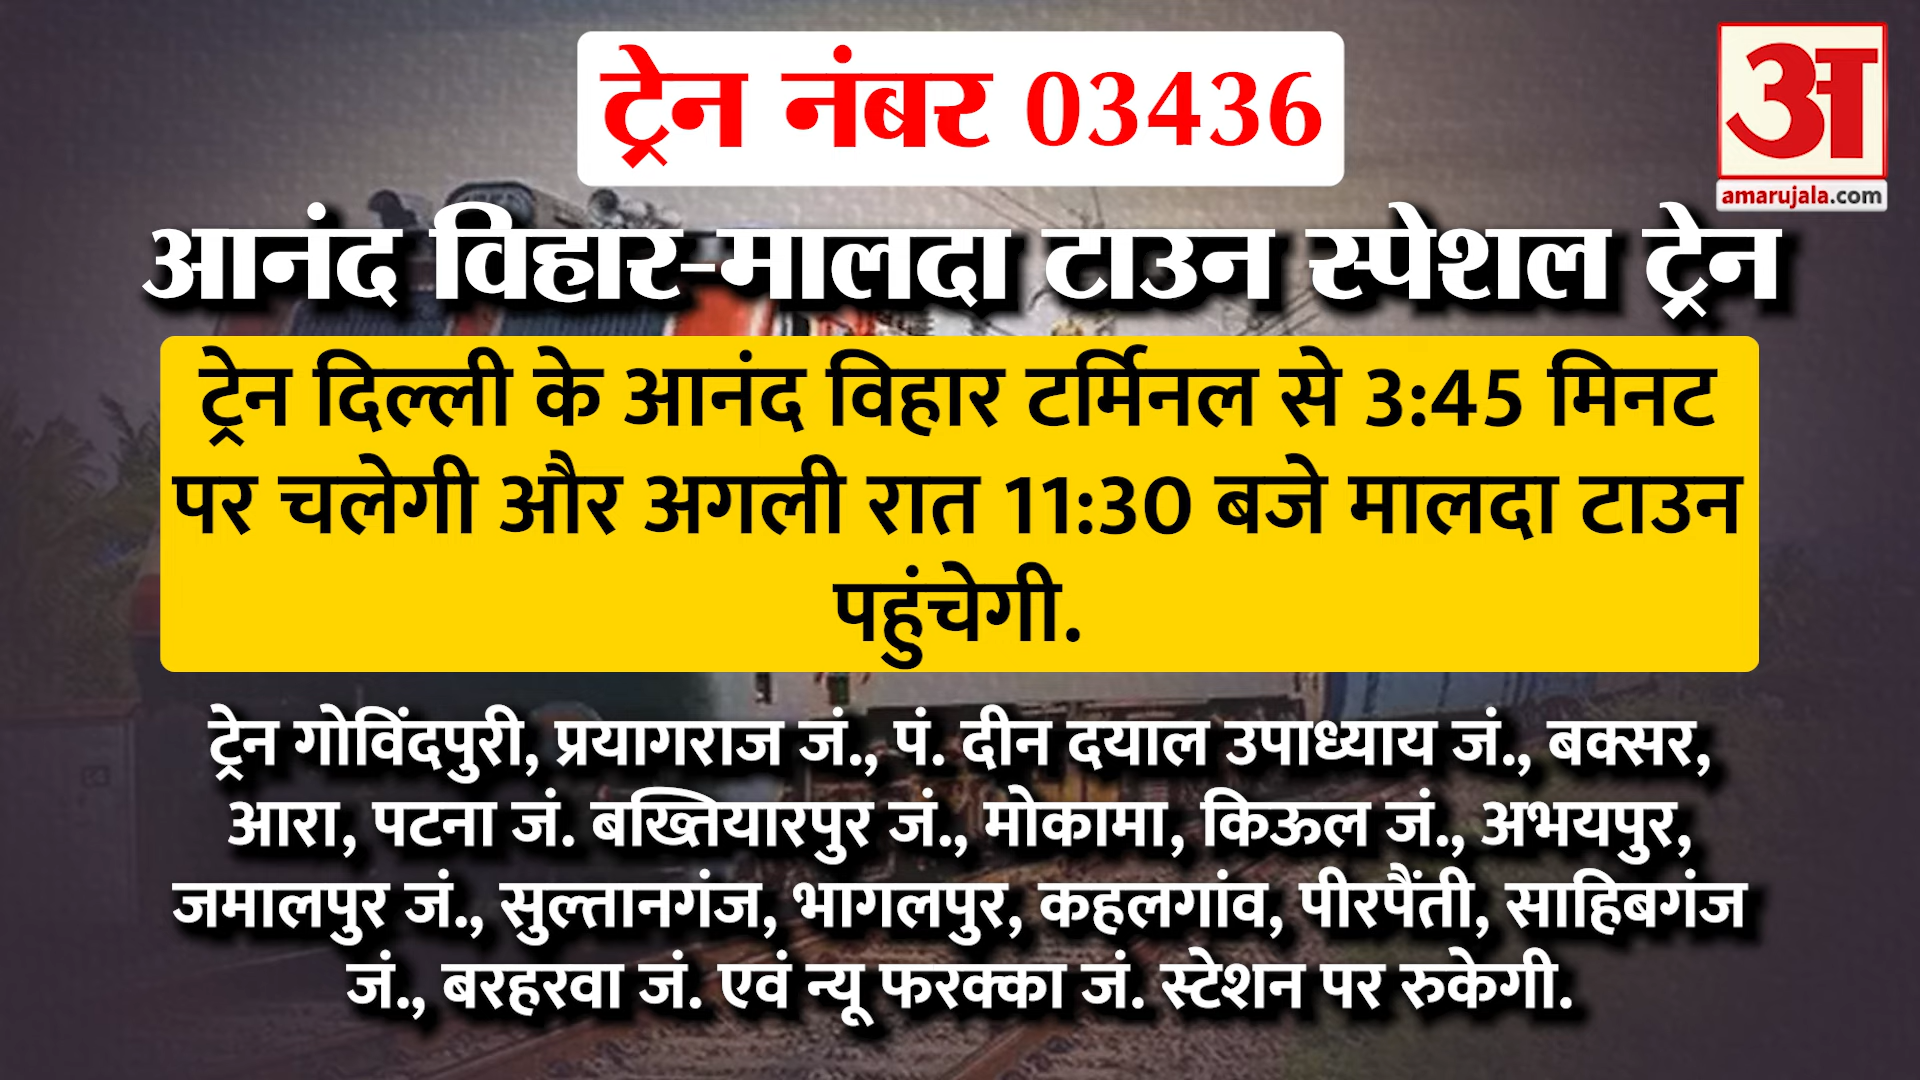 ट्रेन नंबर 03436
अ
amarujala.com
आनंद विहार-मालदा टाउन स्पेशल ट्रेन
ट्रेन दिल्ली के आनंद विहार टर्मिनल से 3:45 मिनट
पर चलेगी और अगली रात 11:30 बजे मालदा टाउन
पहुंचेगी.
ट्रेन गोविंदपुरी, प्रयागराज जं., पं. दीन दयाल उपाध्याय जं., बक्सर,
आरा, पटना जं. बख्तियारपुर जं., मोकामा, किऊल जं., अभयपुर,
जमालपुर जं., सुल्तानगंज, भागलपुर, कहलगांव, पीरपैंती, साहिबगंज
जं., बरहरवा जं. एवं न्यू फरक्का जं. स्टेशन पर रुकेगी.